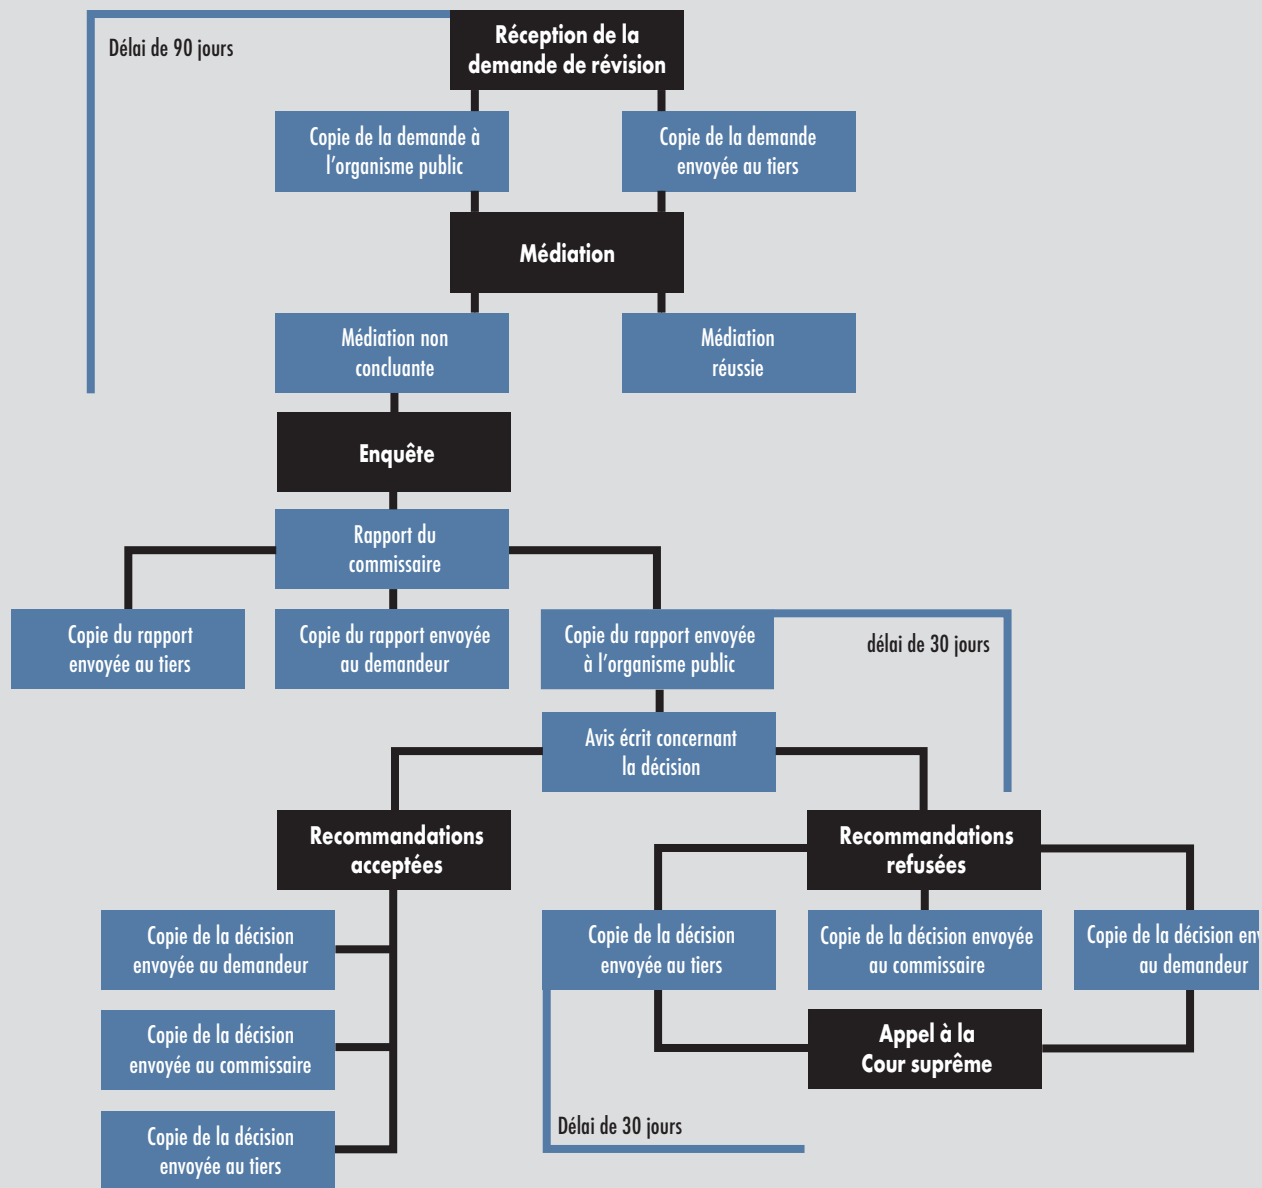 Délai de 90 jours
Réception de la
demande de révision
Copie de la demande à
l'organisme public
Copie de la demande
envoyée au tiers
Médiation
Médiation non
concluante
Médiation
réussie
Enquête
Rapport du
commissaire
Copie du rapport
envoyée au tiers
Copie du rapport envoyée
au demandeur
Copie du rapport envoyée
à l'organisme public
délai de 30 jours
Avis écrit concernant
la décision
Recommandations
acceptées
Recommandations
refusées
Copie de la décision
envoyée au demandeur
Copie de la décision
envoyée au commissaire
Copie de la décision
envoyée au tiers
Copie de la décision
envoyée au tiers
Copie de la décision envoyée
au commissaire
Copie de la décision
au demandeur
Appel à la
Cour suprême
Délai de 30 jours